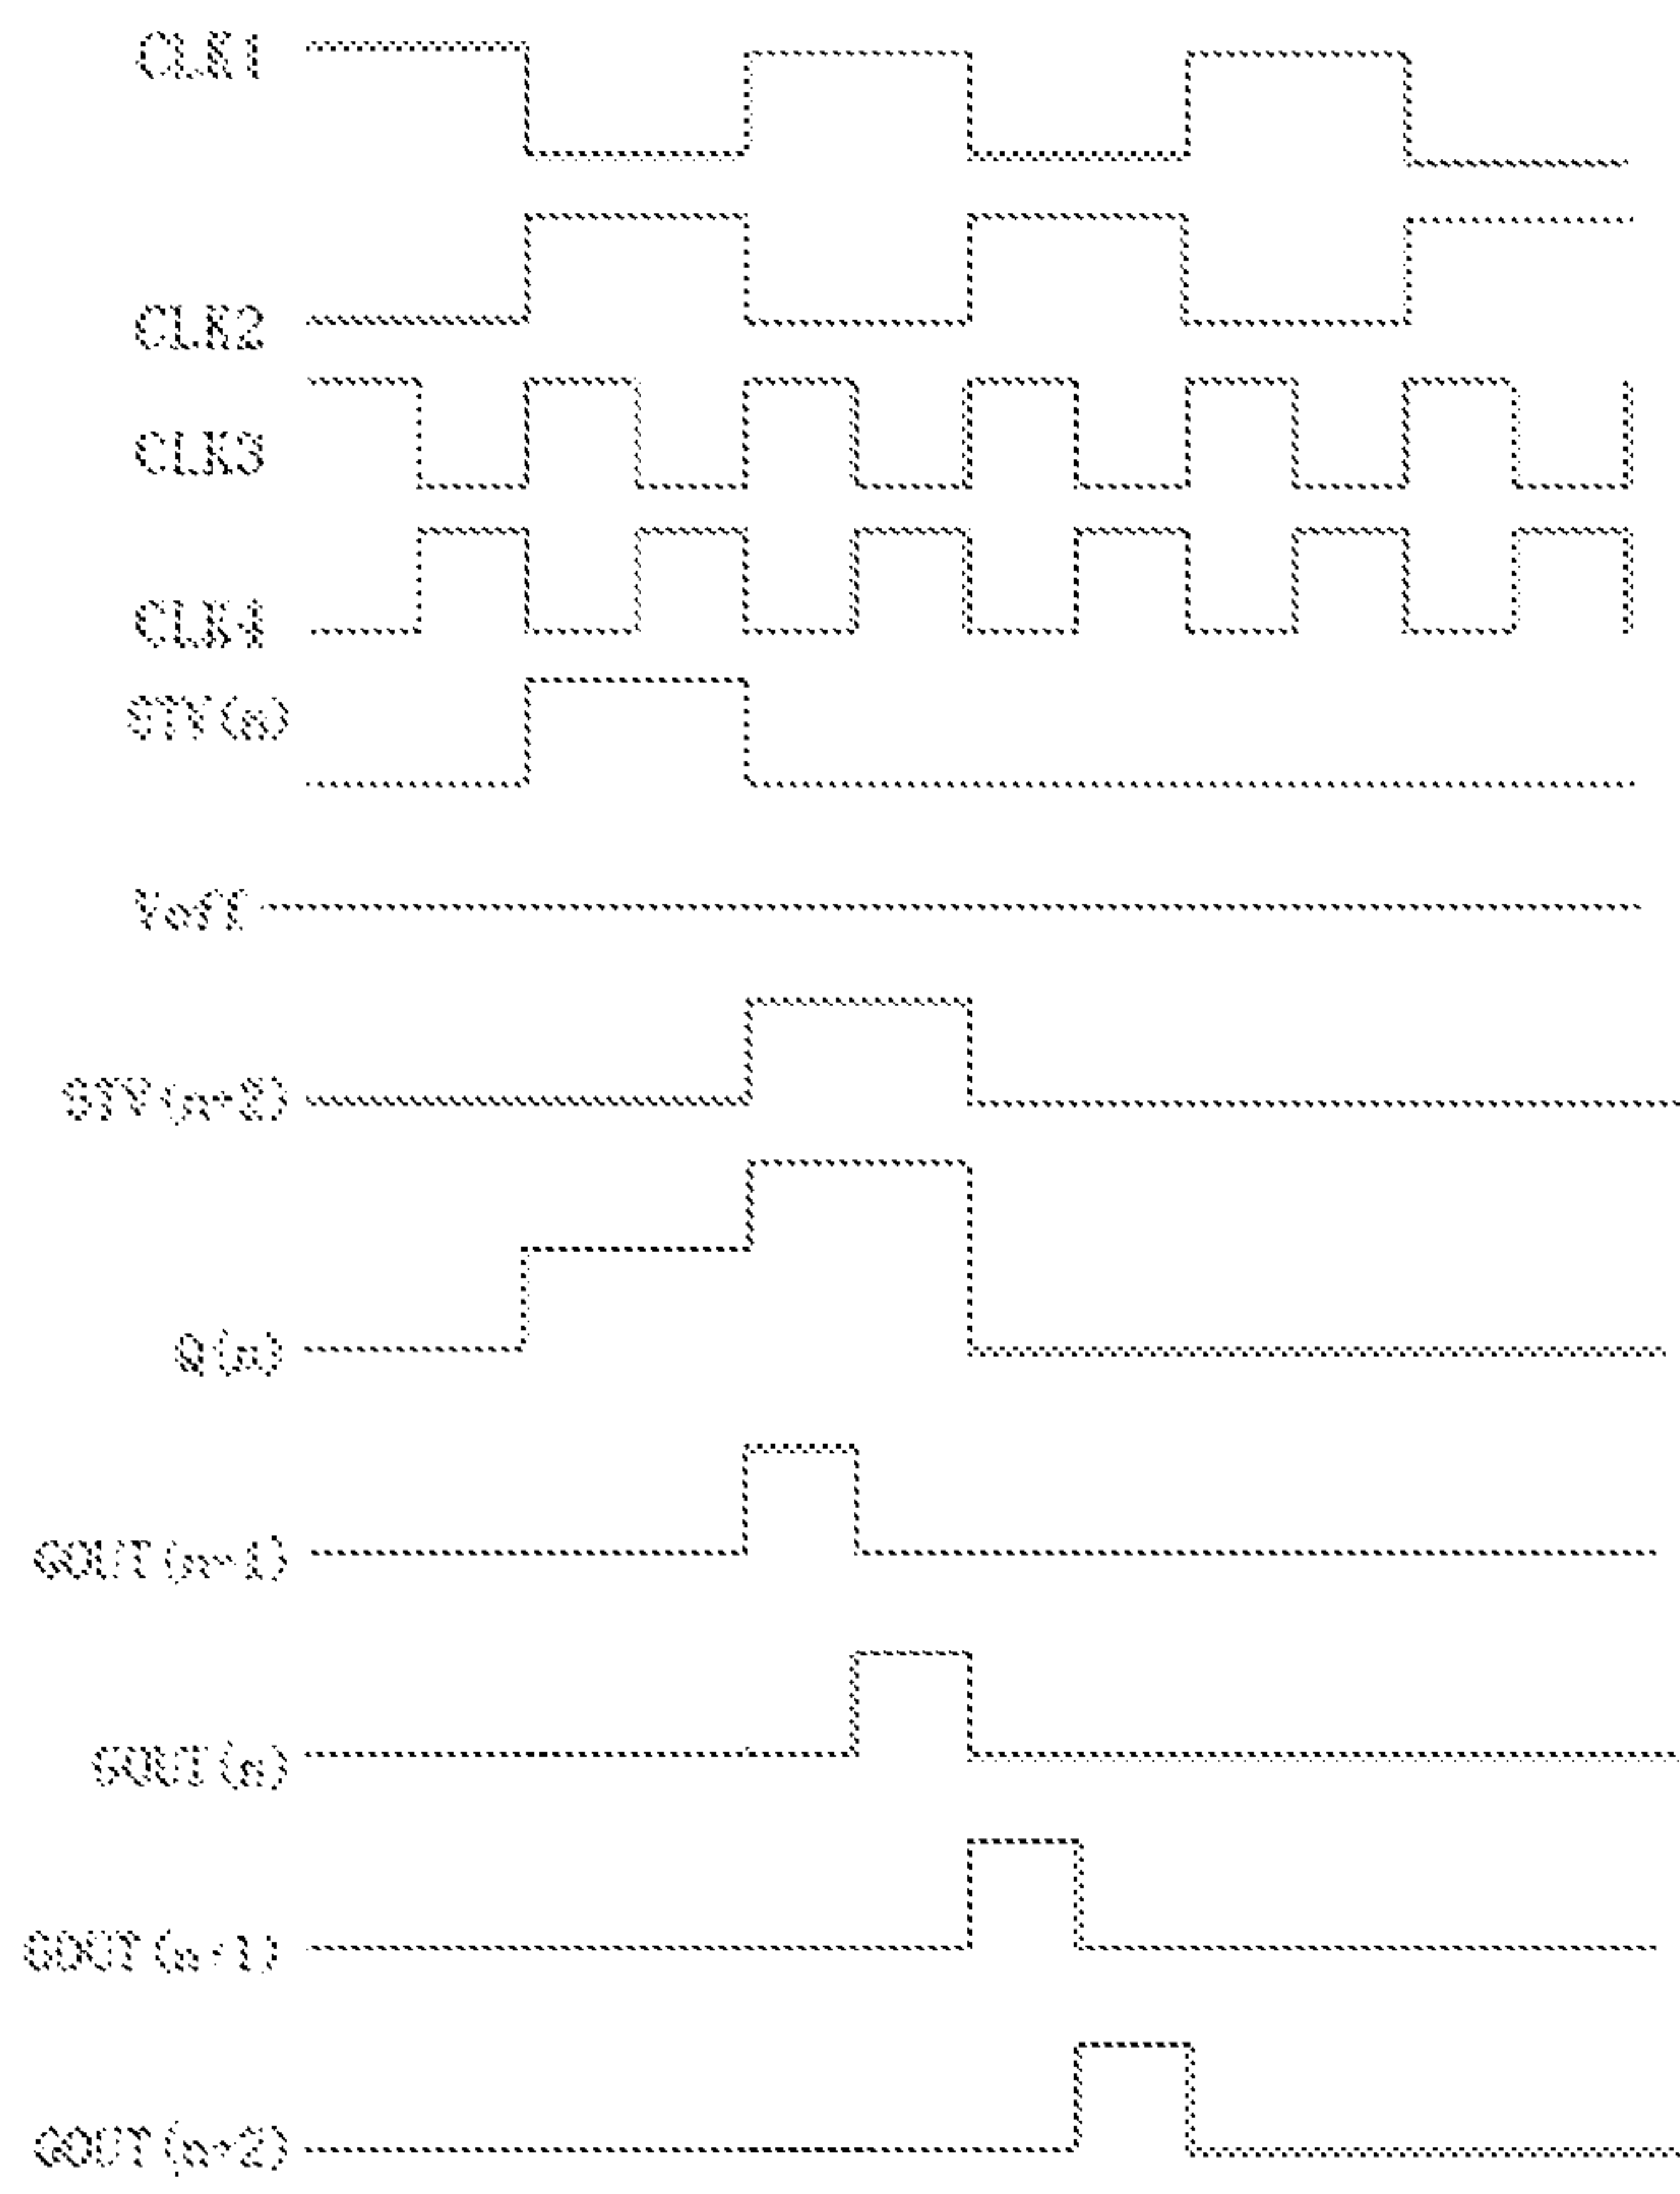 CLK1
CLK2
CLK3
CLK4
STV(n)
Voff
STV(n+2)
Q(n)
GOUT(n-1)
GOUT(n)
GOUT(n+1)
GOUT(n+2)